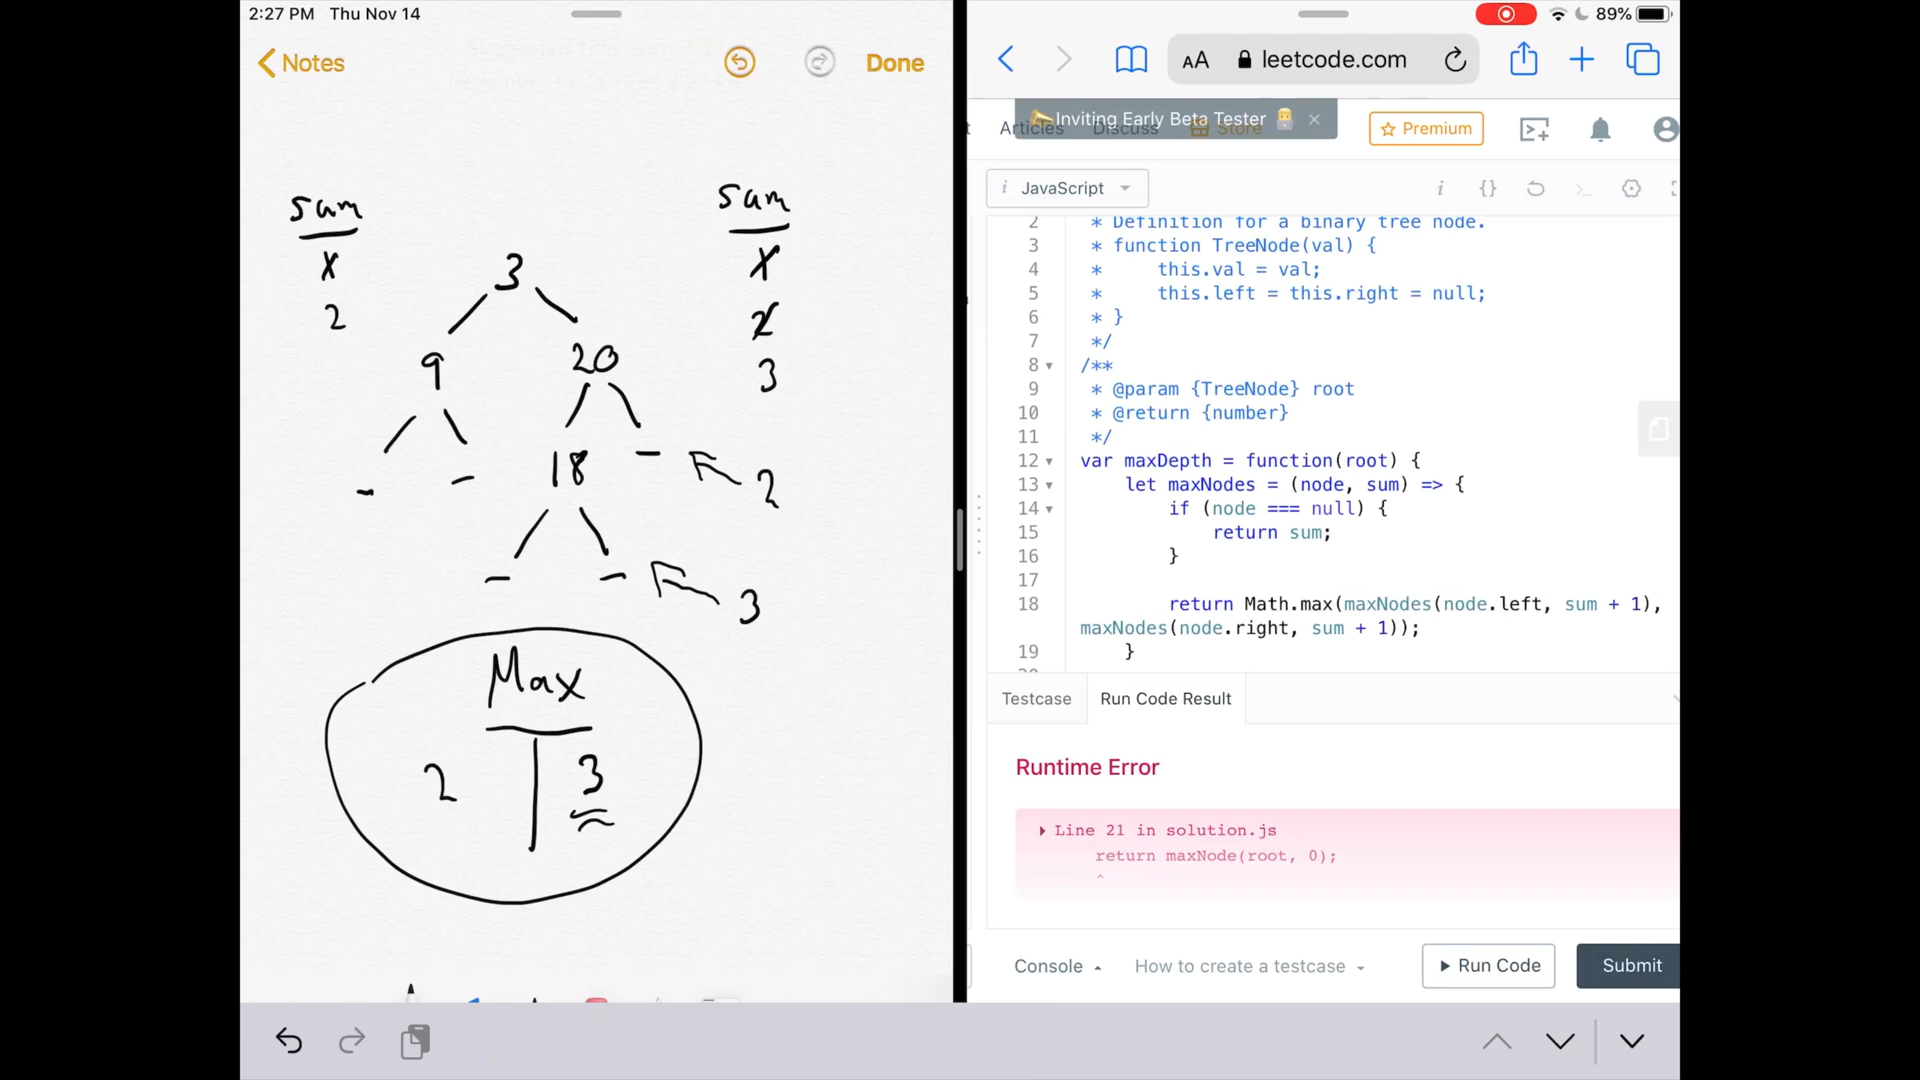 2:27 PM Thu Nov 14
Notes
Done
sum
X
2
sum
X
2
3
3
9
20
18
2
3
Max
2
3
89%
AA
leetcode.com
Inviting Early Beta Tester
Articles
Discuss
Store
Premium
i JavaScript
2 * Definition for a binary tree node.
3 * function TreeNode(val) {
4 * this.val = val;
5 * this.left = this.right = null;
6 * }
7 */
8 /**
9 * @param {TreeNode} root
10 * @return {number}
11 */
12 var maxDepth = function(root) {
13 let maxNodes = (node, sum) => {
14 if (node === null) {
15 return sum;
16 }
17
18 return Math.max(maxNodes(node.left, sum + 1),
maxNodes(node.right, sum + 1));
19 }
Testcase
Run Code Result
Runtime Error
Line 21 in solution.js
return maxNode(root, 0);
^
Console
How to create a testcase
Run Code
Submit